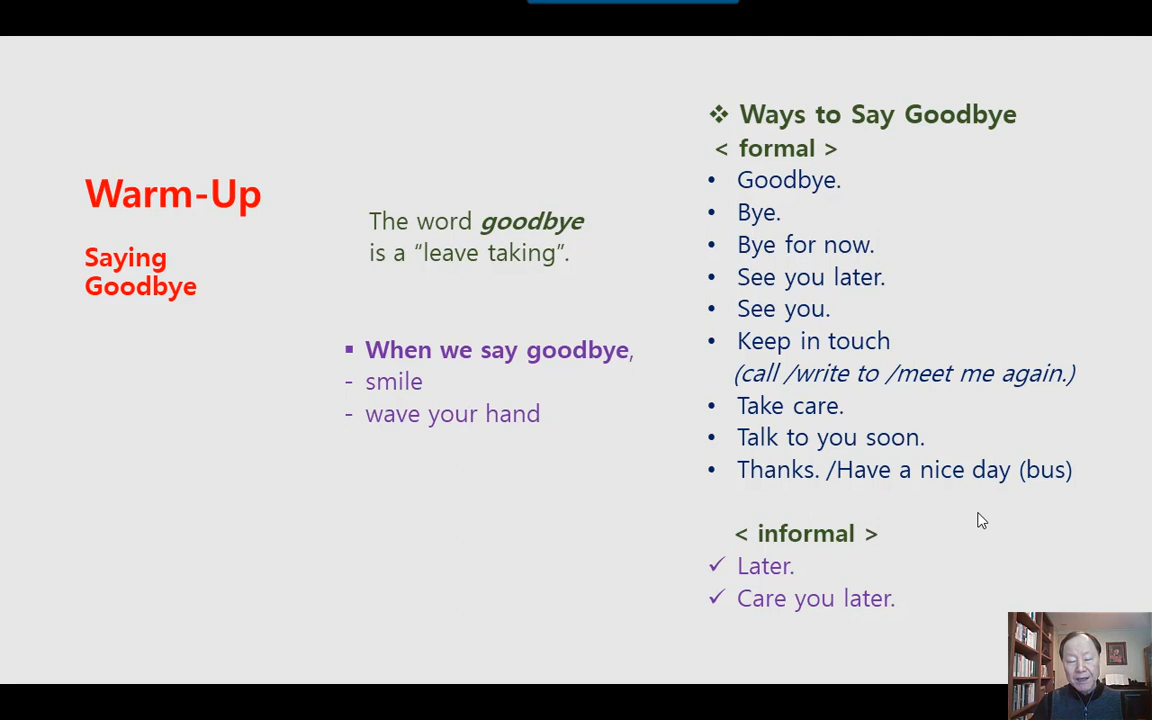 Warm-Up
Saying
Goodbye
The word goodbye
is a “leave taking”.
▪ When we say goodbye,
- smile
- wave your hand
❖ Ways to Say Goodbye
< formal >
• Goodbye.
• Bye.
• Bye for now.
• See you later.
• See you.
• Keep in touch
(call /write to /meet me again.)
• Take care.
• Talk to you soon.
• Thanks. /Have a nice day (bus)
< informal >
✓ Later.
✓ Care you later.